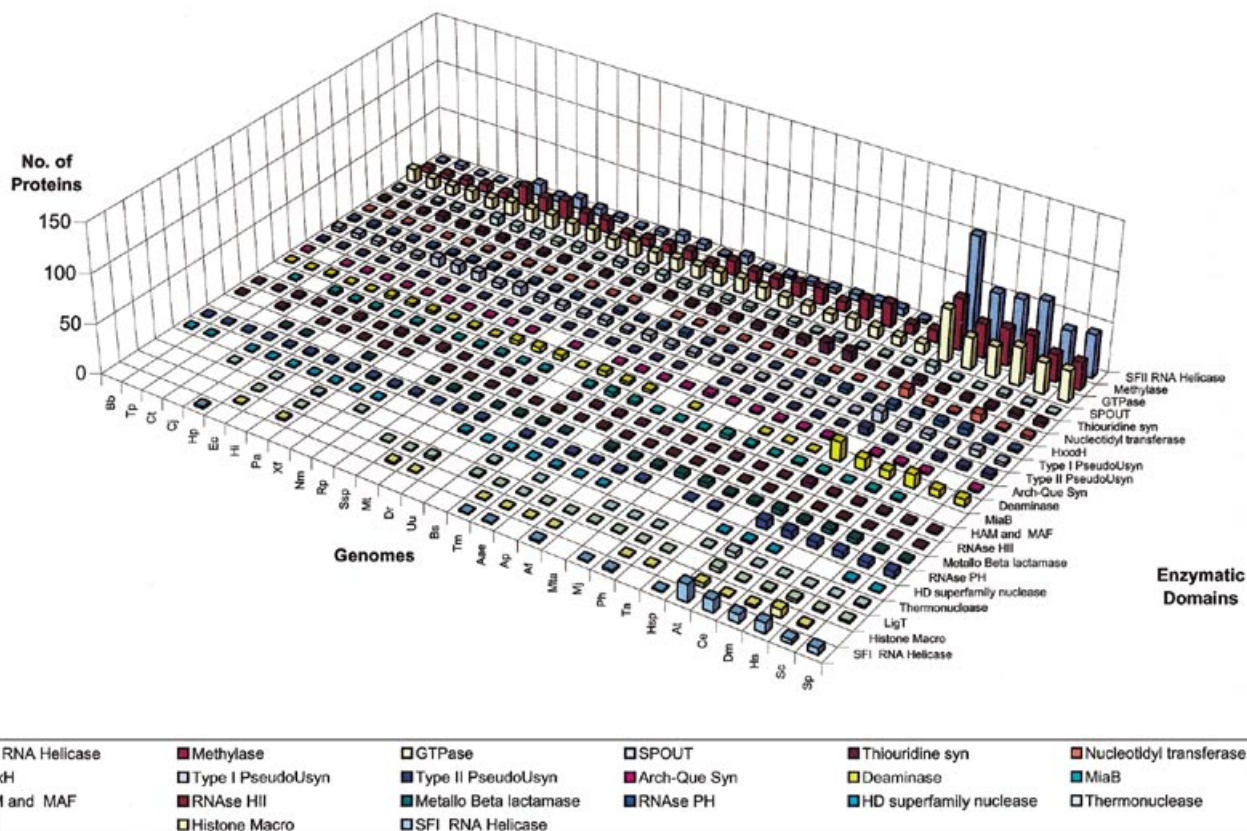 No. of
Proteins
150
100
50
0
Bb
Tp
Ct
Cj
Hp
Ec
Hi
Pa
Xf
Nm
Rp
Ssp
Mt
Dr
Uu
Bs
Tm
Aae
Ap
Af
Mta
Mj
Ph
Ta
Hsp
At
Ce
Dm
Hs
Sc
Sp
Genomes
SFII RNA Helicase
Methylase
GTPase
SPOUT
Thiouridine syn
Nucleotidyl transferase
HxxxH
Type I PseudoUsyn
Type II PseudoUsyn
Arch-Que Syn
Deaminase
MiaB
HAM and MAF
RNAse HII
Metallo Beta lactamase
RNAse PH
HD superfamily nuclease
Thermonuclease
LigT
Histone Macro
SFI RNA Helicase
Enzymatic
Domains
RNA Helicase Methylase GTPase SPOUT Thiouridine syn Nucleotidyl transferase
xH Type I PseudoUsyn Type II PseudoUsyn Arch-Que Syn Deaminase MiaB
M and MAF RNAse HII Metallo Beta lactamase RNAse PH HD superfamily nuclease Thermonuclease
Histone Macro SFI RNA Helicase